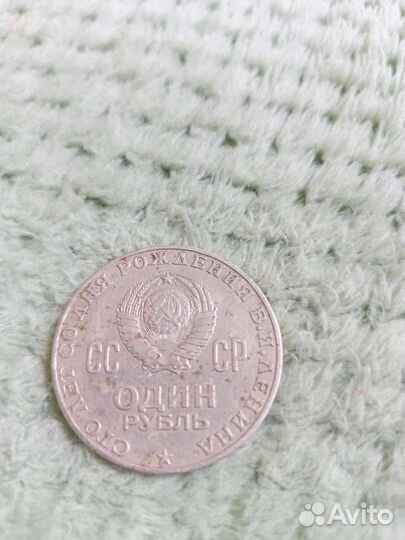 СТО ЛЕТ СО ДНЯ РОЖДЕНИЯ В.И.ЛЕНИНА
СС СР
ОДИН
РУБЛЬ
Avito